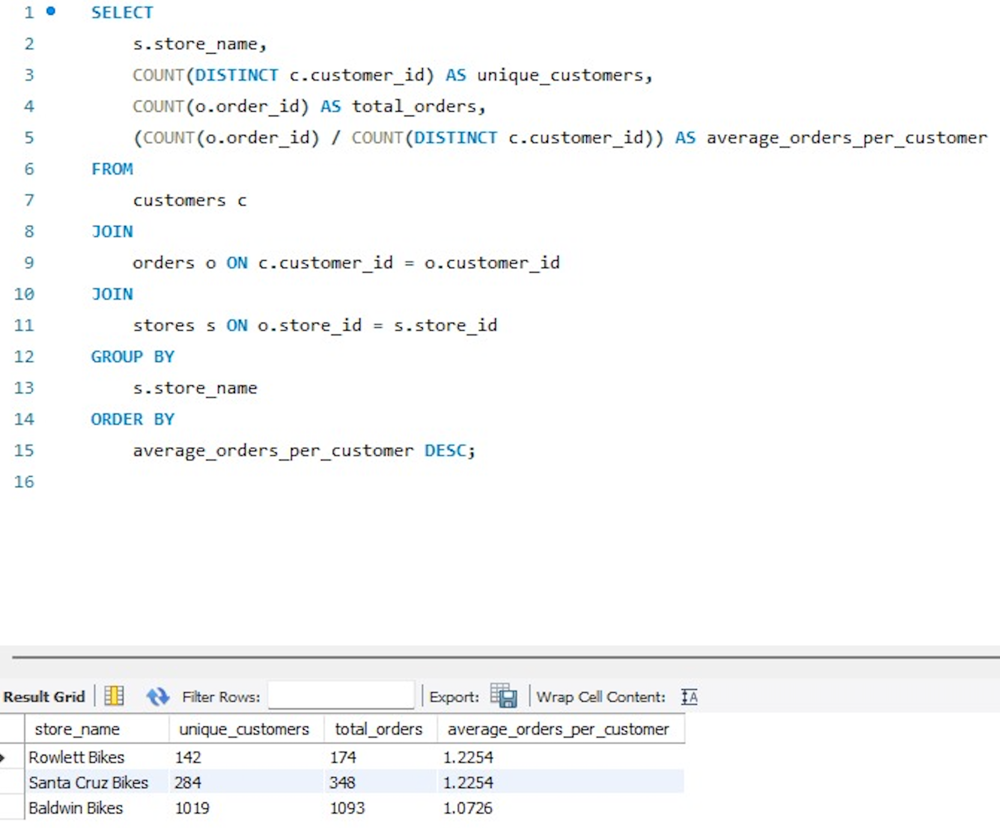 1 SELECT
2 s.store_name,
3 COUNT(DISTINCT c.customer_id) AS unique_customers,
4 COUNT(o.order_id) AS total_orders,
5 (COUNT(o.order_id) / COUNT(DISTINCT c.customer_id)) AS average_orders_per_customer
6 FROM
7 customers c
8 JOIN
9 orders o ON c.customer_id = o.customer_id
10 JOIN
11 stores s ON o.store_id = s.store_id
12 GROUP BY
13 s.store_name
14 ORDER BY
15 average_orders_per_customer DESC;
16
Result Grid Filter Rows: Export: Wrap Cell Content: A
store_name unique_customers total_orders average_orders_per_customer
Rowlett Bikes 142 174 1.2254
Santa Cruz Bikes 284 348 1.2254
Baldwin Bikes 1019 1093 1.0726